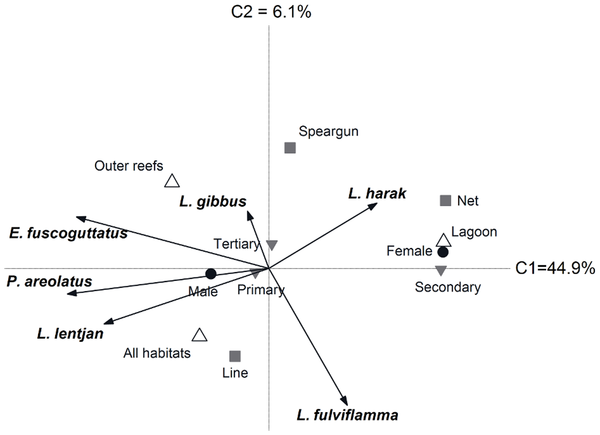 C2 = 6.1%
Speargun
Outer reefs
L. gibbus
L. harak
Net
E. fuscoguttatus
Tertiary
Lagoon
Female
C1=44.9%
P. areolatus
Male
Primary
Secondary
L. lentjan
All habitats
Line
L. fulviflamma